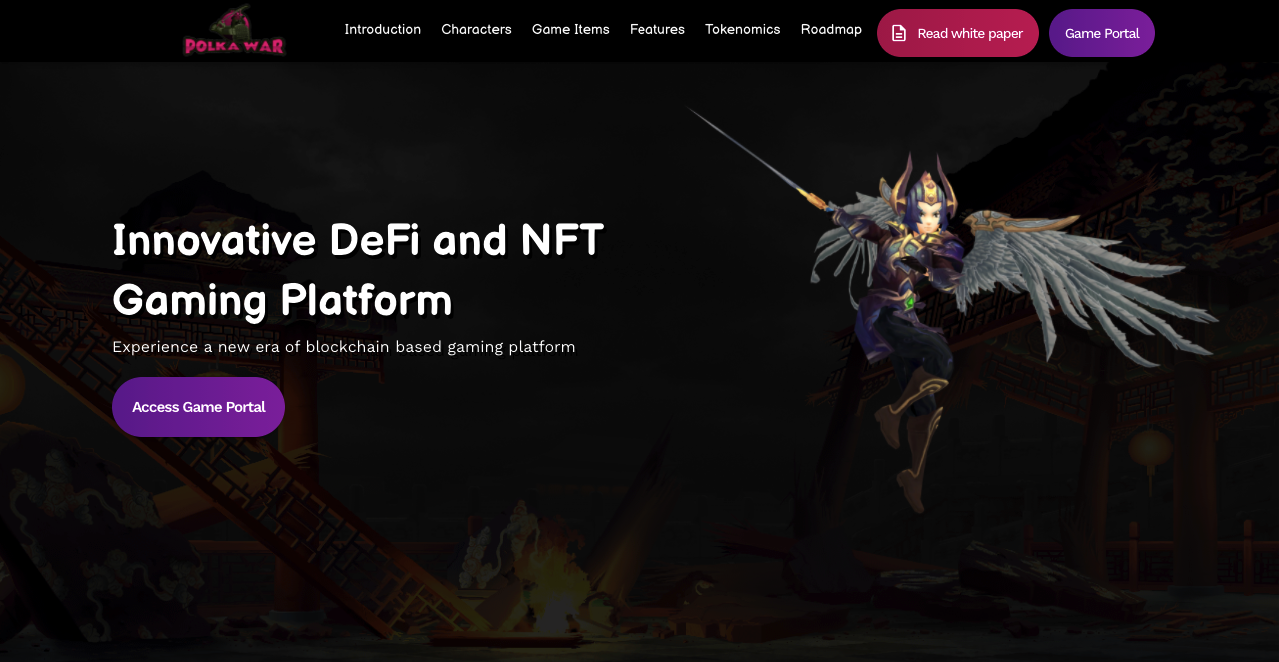 POLKA WAR
Introduction
Characters
Game Items
Features
Tokenomics
Roadmap
Read white paper
Game Portal
Innovative DeFi and NFT
Gaming Platform
Experience a new era of blockchain based gaming platform
Access Game Portal